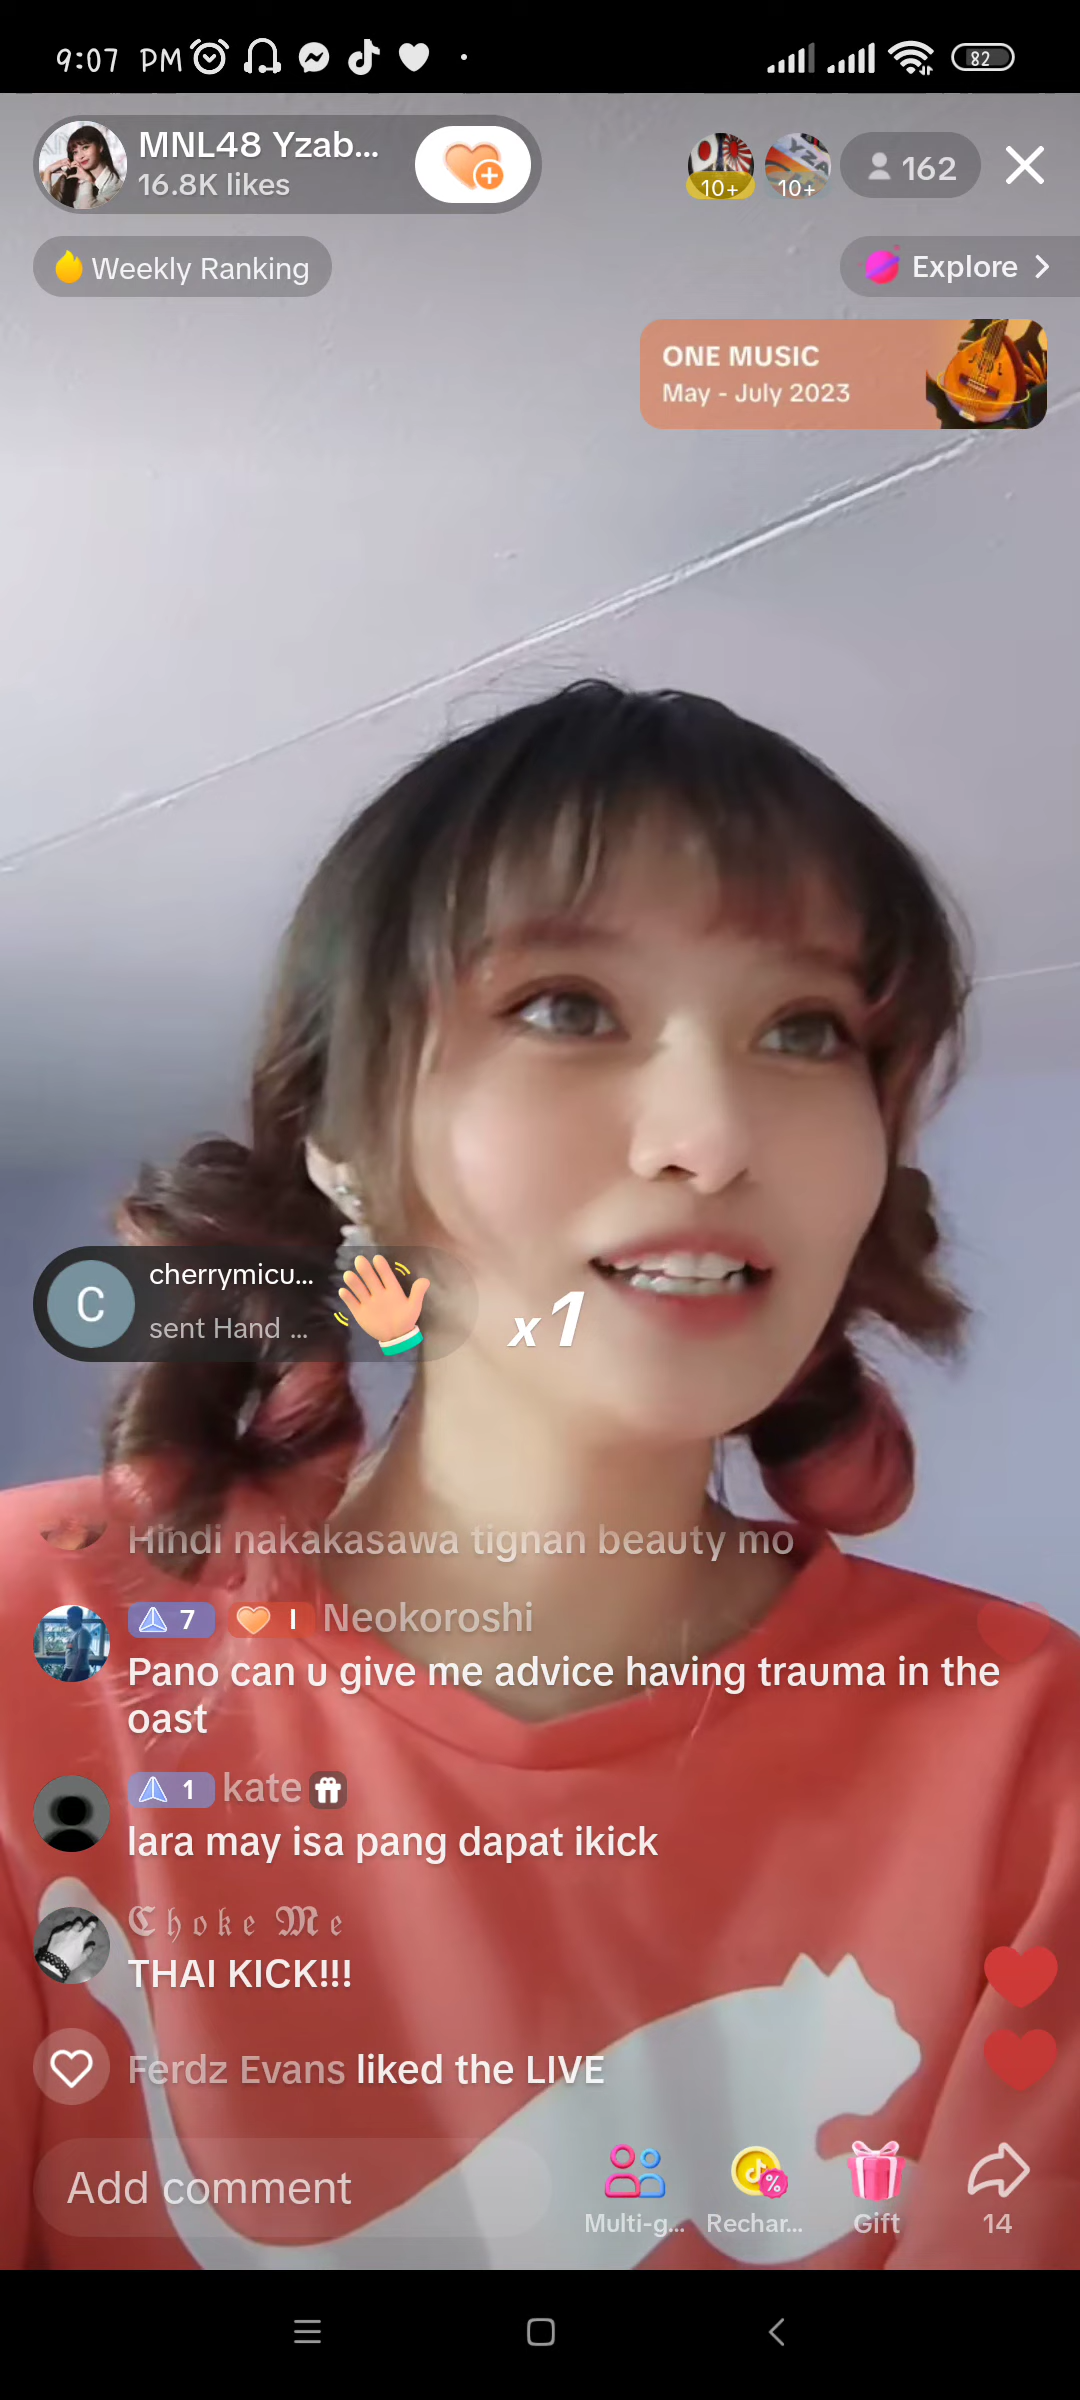 9:07 PM
82
MNL48 Yzab...
16.8K likes
10+
10+
162
Weekly Ranking
Explore
ONE MUSIC
May - July 2023
cherrymicu...
C
sent Hand ...
x1
Hindi nakakasawa tignan beauty mo
7 I Neokoroshi
Pano can u give me advice having trauma in the
oast
1 kate
lara may isa pang dapat ikick
ℭ𝔥𝔬𝔨𝔢 𝔐𝔢
THAI KICK!!!
Ferdz Evans liked the LIVE
Add comment
Multi-g...
Rechar...
Gift
14